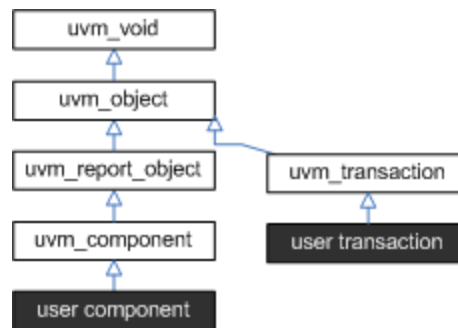 uvm_void
uvm_object
uvm_report_object
uvm_transaction
uvm_component
user transaction
user component